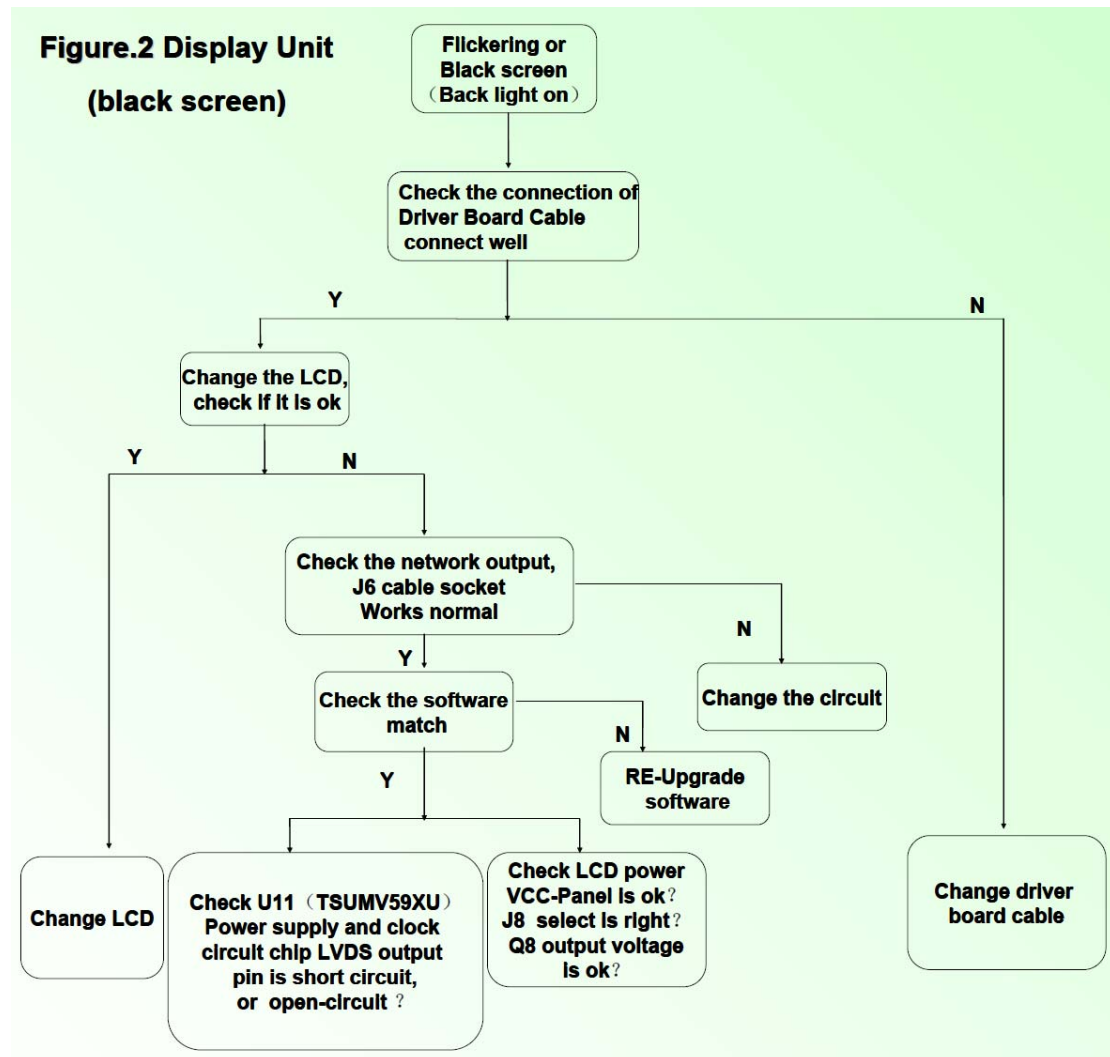 Figure.2 Display Unit
(black screen)
Flickering or
Black screen
（Back light on）
Check the connection of
Driver Board Cable
connect well
Y
N
Change the LCD,
check if it is ok
Y
N
Check the network output,
J6 cable socket
Works normal
N
Y
Change the circuit
Check the software
match
N
Y
RE-Upgrade
software
Change LCD
Check U11（TSUMV59XU）
Power supply and clock
circuit chip LVDS output
pin is short circuit,
or open-circuit？
Check LCD power
VCC-Panel is ok？
J8 select is right？
Q8 output voltage
is ok？
Change driver
board cable